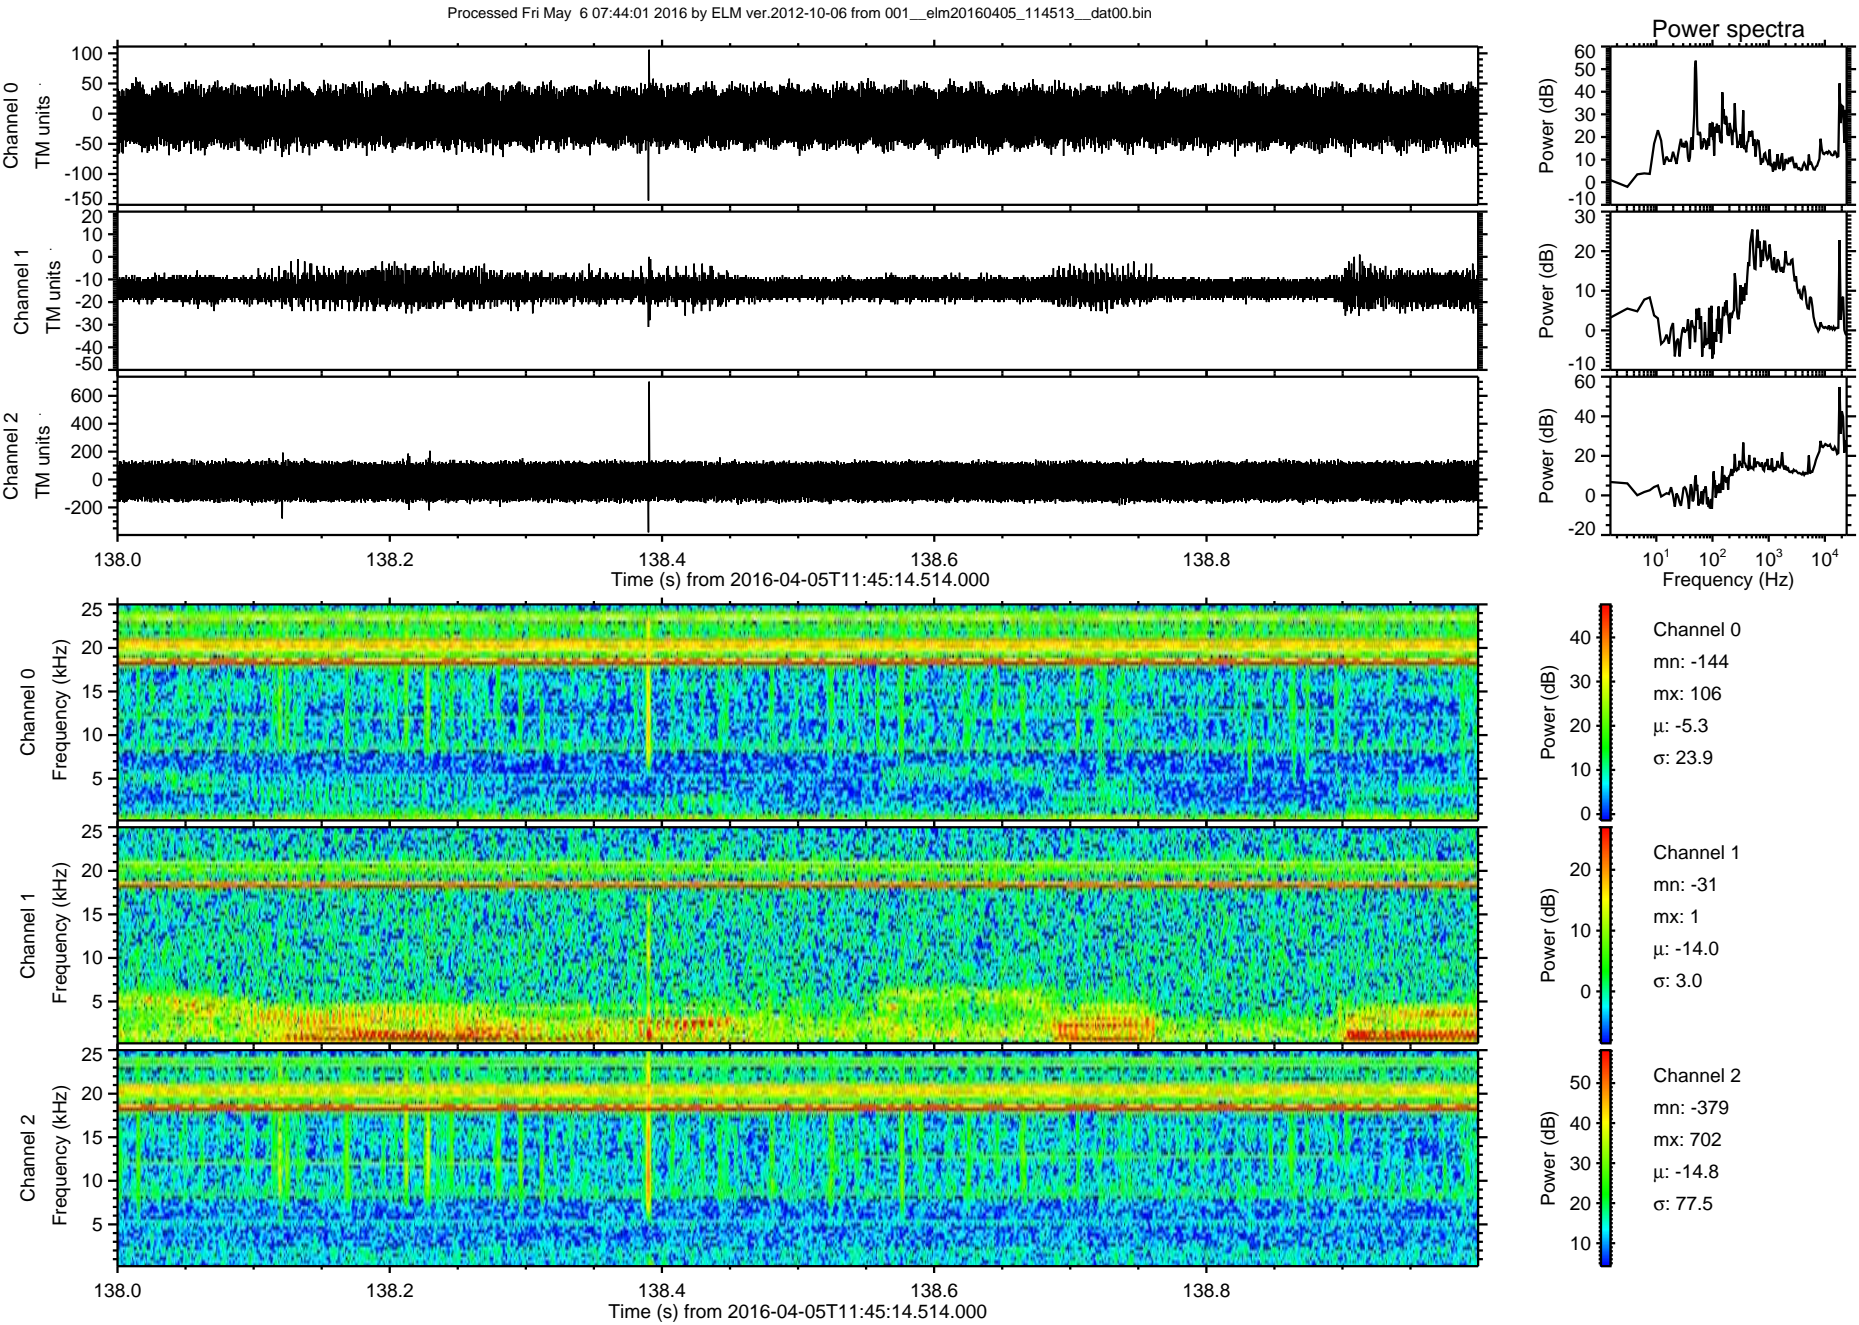 Processed Fri May  6 07:44:01 2016 by ELM ver.2012-10-06 from 001__elm20160405_114513__dat00.bin
Power spectra
Channel 0
TM units
100
50
0
-50
-100
-150
Power (dB)
60
50
40
30
20
10
0
-10
Channel 1
TM units
20
10
0
-10
-20
-30
-40
-50
Power (dB)
30
20
10
0
-10
Channel 2
TM units
600
400
200
0
-200
Power (dB)
60
40
20
0
-20
138.0 138.2 138.4 138.6 138.8
Time (s) from 2016-04-05T11:45:14.514.000
10^1 10^2 10^3 10^4
Frequency (Hz)
Channel 0
Frequency (kHz)
25
20
15
10
5
Power (dB)
40
30
20
10
0
Channel 0
mn: -144
mx: 106
μ: -5.3
σ: 23.9
Channel 1
Frequency (kHz)
25
20
15
10
5
Power (dB)
20
10
0
Channel 1
mn: -31
mx: 1
μ: -14.0
σ: 3.0
Channel 2
Frequency (kHz)
25
20
15
10
5
Power (dB)
50
40
30
20
10
Channel 2
mn: -379
mx: 702
μ: -14.8
σ: 77.5
138.0 138.2 138.4 138.6 138.8
Time (s) from 2016-04-05T11:45:14.514.000